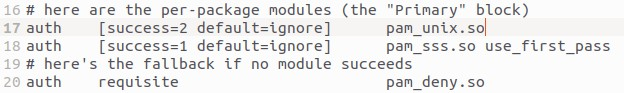 16 # here are the per-package modules (the "Primary" block)
17 auth    [success=2 default=ignore]      pam_unix.so
18 auth    [success=1 default=ignore]      pam_sss.so use_first_pass
19 # here's the fallback if no module succeeds
20 auth    requisite                       pam_deny.so